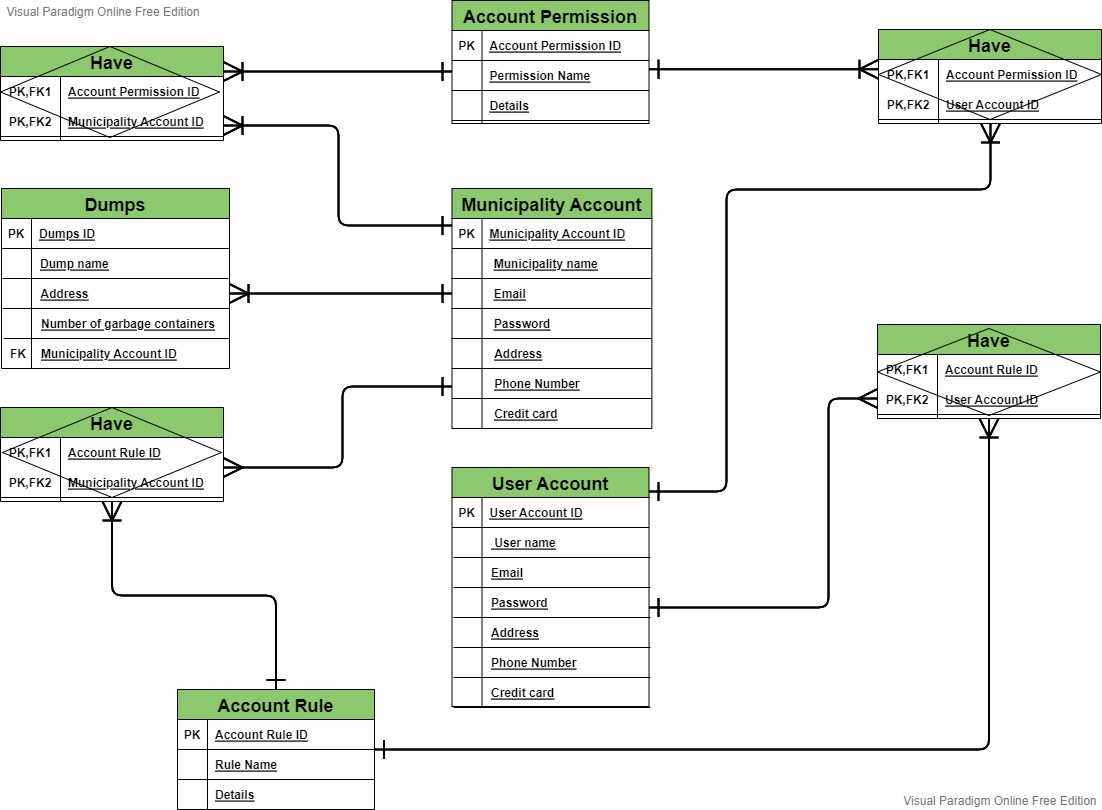 Visual Paradigm Online Free Edition
Account Permission
PK Account Permission ID
Permission Name
Details
Have
PK,FK1 Account Permission ID
PK,FK2 Municipality Account ID
Have
PK,FK1 Account Permission ID
PK,FK2 User Account ID
Dumps
PK Dumps ID
Dump name
Address
Number of garbage containers
FK Municipality Account ID
Municipality Account
PK Municipality Account ID
Municipality name
Email
Password
Address
Phone Number
Credit card
Have
PK,FK1 Account Rule ID
PK,FK2 User Account ID
Have
PK,FK1 Account Rule ID
PK,FK2 Municipality Account ID
User Account
PK User Account ID
User name
Email
Password
Address
Phone Number
Credit card
Account Rule
PK Account Rule ID
Rule Name
Details
Visual Paradigm Online Free Edition